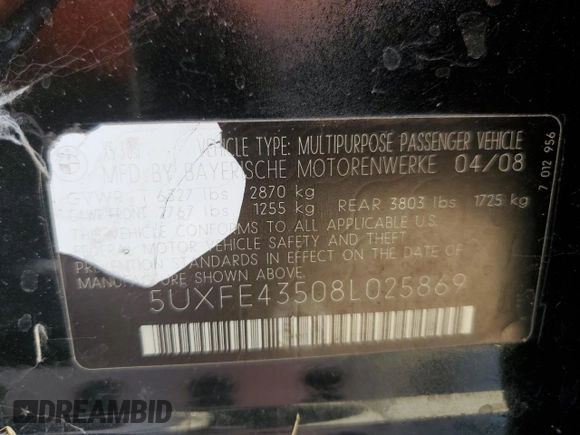 VEHICLE TYPE: MULTIPURPOSE PASSENGER VEHICLE
MFD BY BAYERISCHE MOTORENWERKE 04/08
GVWR 6327 lbs 2870 kg
GAWR FRONT 2767 lbs 1255 kg REAR 3803 lbs 1725 kg
THIS VEHICLE CONFORMS TO ALL APPLICABLE U.S.
FEDERAL MOTOR VEHICLE SAFETY AND THEFT
PREVENTION STANDARDS IN EFFECT ON THE DATE
OF MANUFACTURE SHOWN ABOVE.
5UXFE43508L025869
7 012 956
DREAMBID